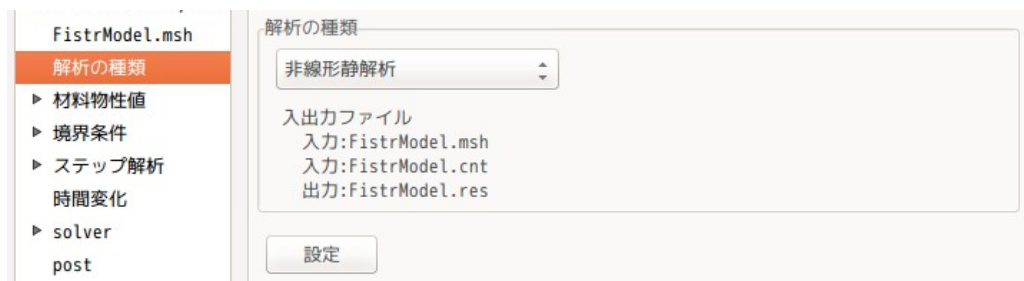 FistrModel.msh
解析の種類
▶ 材料物性値
▶ 境界条件
▶ ステップ解析
時間変化
▶ solver
post
解析の種類
非線形静解析
入出力ファイル
入力:FistrModel.msh
入力:FistrModel.cnt
出力:FistrModel.res
設定